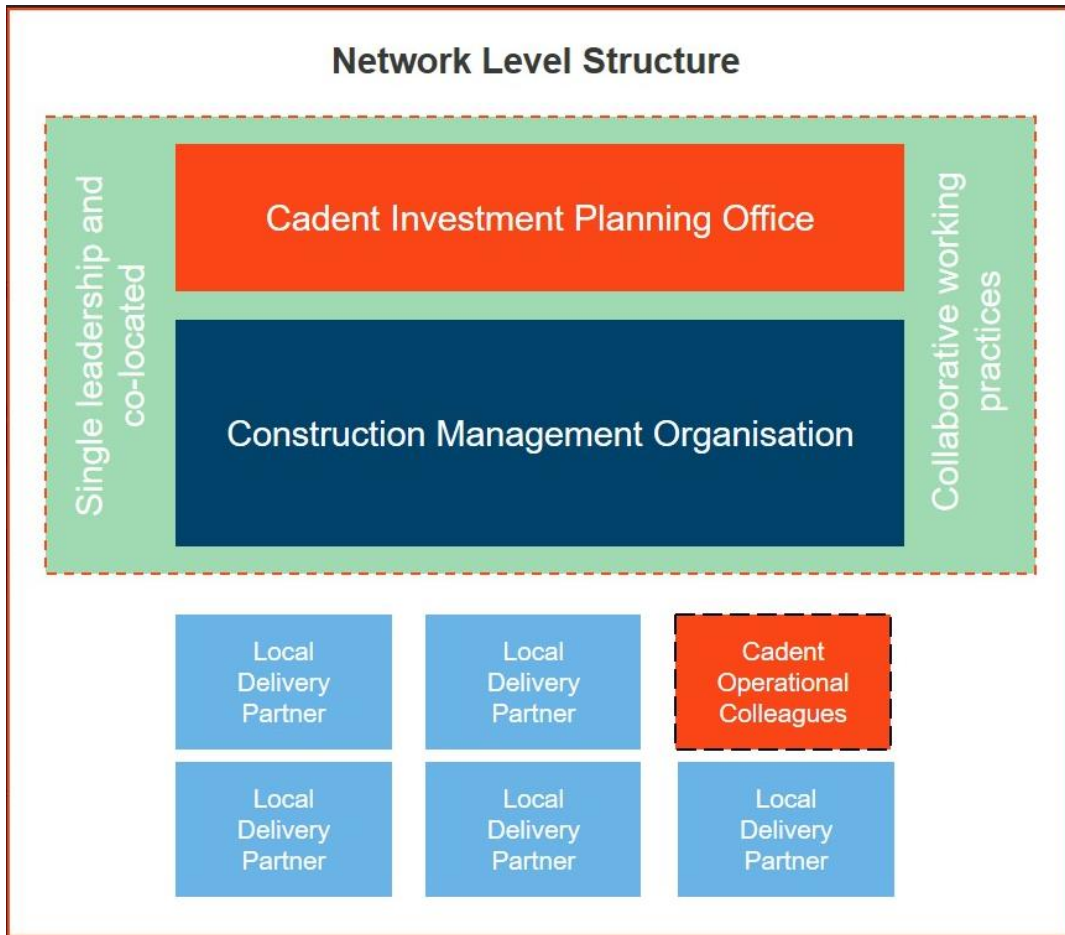 Network Level Structure
Single leadership and
co-located
Cadent Investment Planning Office
Construction Management Organisation
Collaborative working
practices
Local
Delivery
Partner
Local
Delivery
Partner
Cadent
Operational
Colleagues
Local
Delivery
Partner
Local
Delivery
Partner
Local
Delivery
Partner